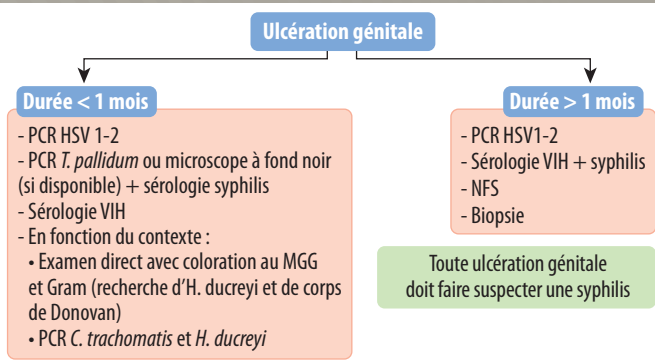 Ulcération génitale
Durée < 1 mois
- PCR HSV 1-2
- PCR T. pallidum ou microscope à fond noir
(si disponible) + sérologie syphilis
- Sérologie VIH
- En fonction du contexte :
• Examen direct avec coloration au MGG
et Gram (recherche d'H. ducreyi et de corps
de Donovan)
• PCR C. trachomatis et H. ducreyi
Durée > 1 mois
- PCR HSV1-2
- Sérologie VIH + syphilis
- NFS
- Biopsie
Toute ulcération génitale
doit faire suspecter une syphilis